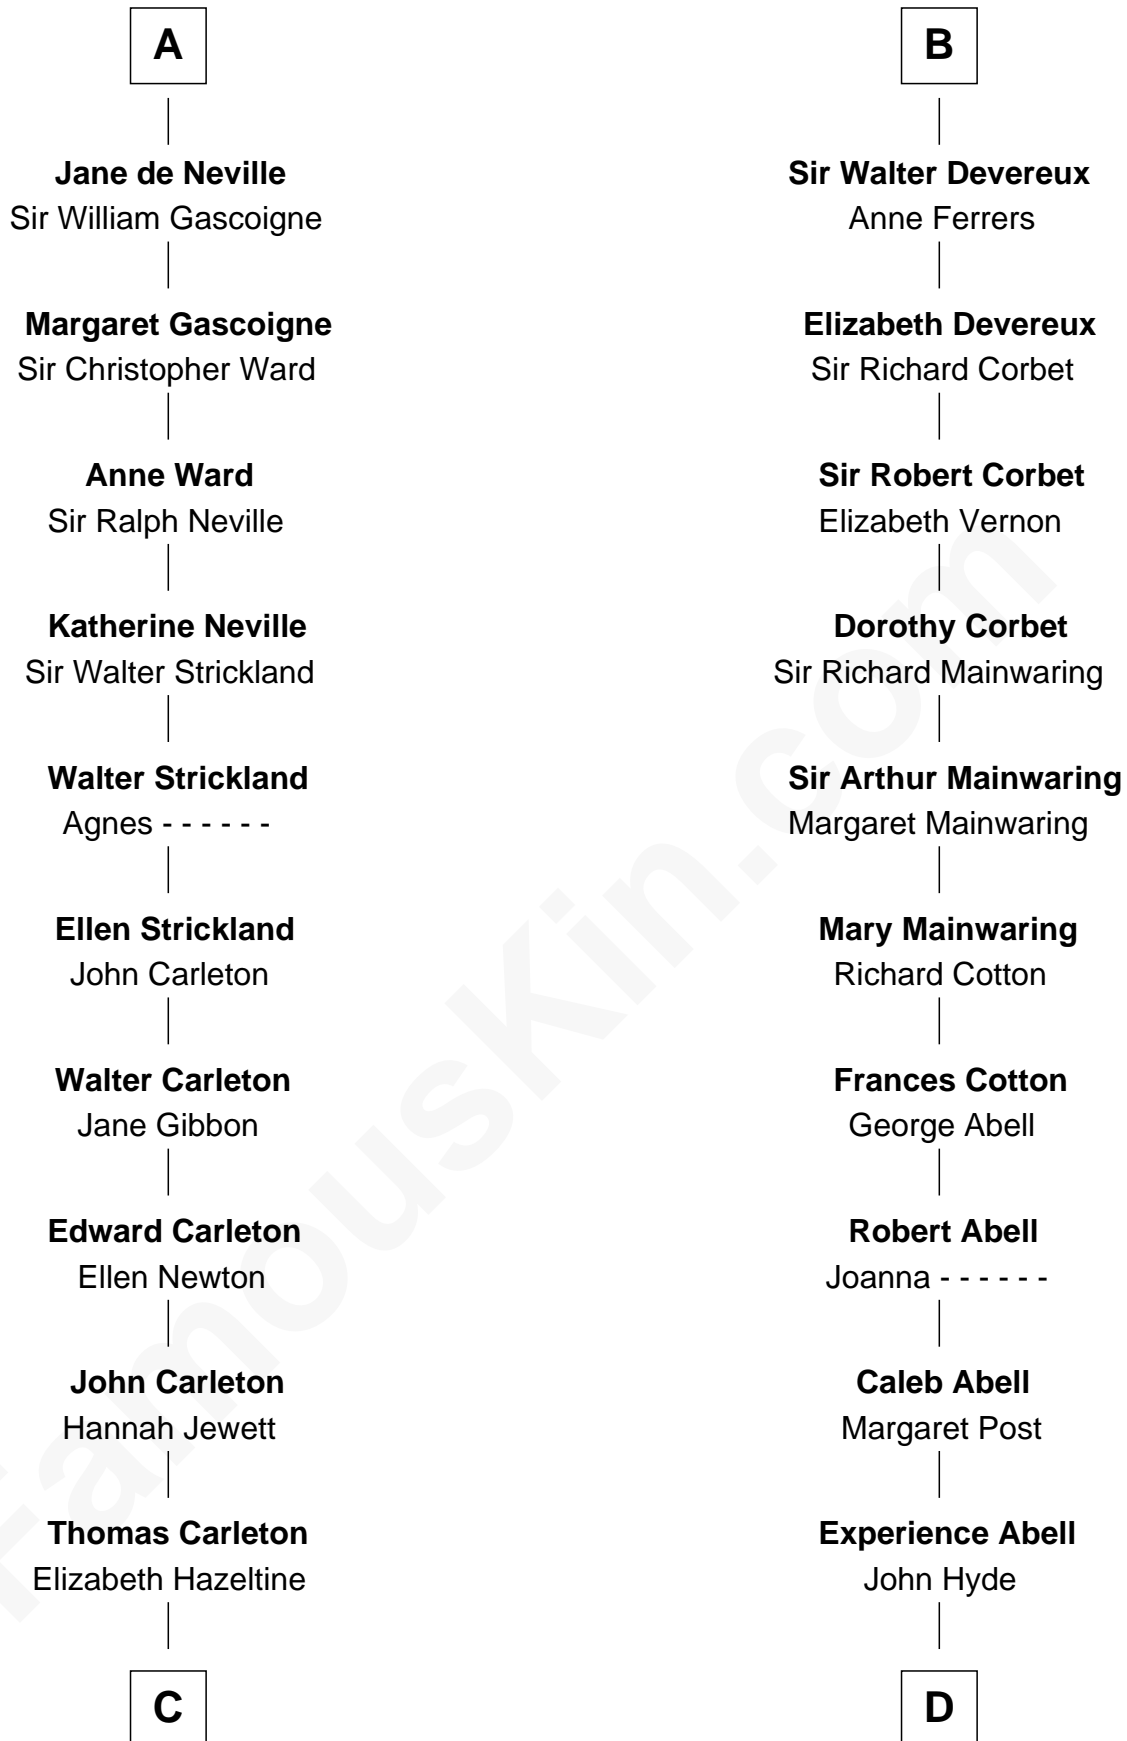 A
Jane de Neville
Sir William Gascoigne
Margaret Gascoigne
Sir Christopher Ward
Anne Ward
Sir Ralph Neville
Katherine Neville
Sir Walter Strickland
Walter Strickland
Agnes - - - - - -
Ellen Strickland
John Carleton
Walter Carleton
Jane Gibbon
Edward Carleton
Ellen Newton
John Carleton
Hannah Jewett
Thomas Carleton
Elizabeth Hazeltine
C
B
Sir Walter Devereux
Anne Ferrers
Elizabeth Devereux
Sir Richard Corbet
Sir Robert Corbet
Elizabeth Vernon
Dorothy Corbet
Sir Richard Mainwaring
Sir Arthur Mainwaring
Margaret Mainwaring
Mary Mainwaring
Richard Cotton
Frances Cotton
George Abell
Robert Abell
Joanna - - - - - -
Caleb Abell
Margaret Post
Experience Abell
John Hyde
D
FamousKin.com